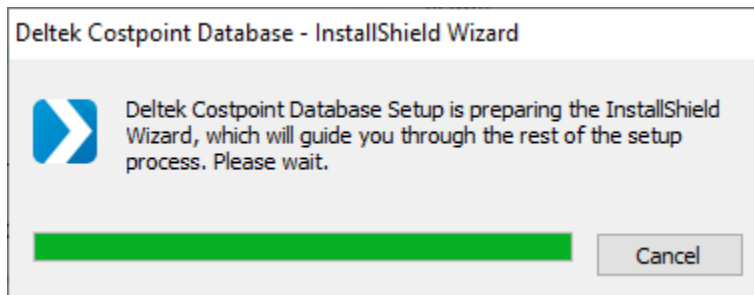 Deltek Costpoint Database - InstallShield Wizard
Deltek Costpoint Database Setup is preparing the InstallShield
Wizard, which will guide you through the rest of the setup
process. Please wait.
Cancel